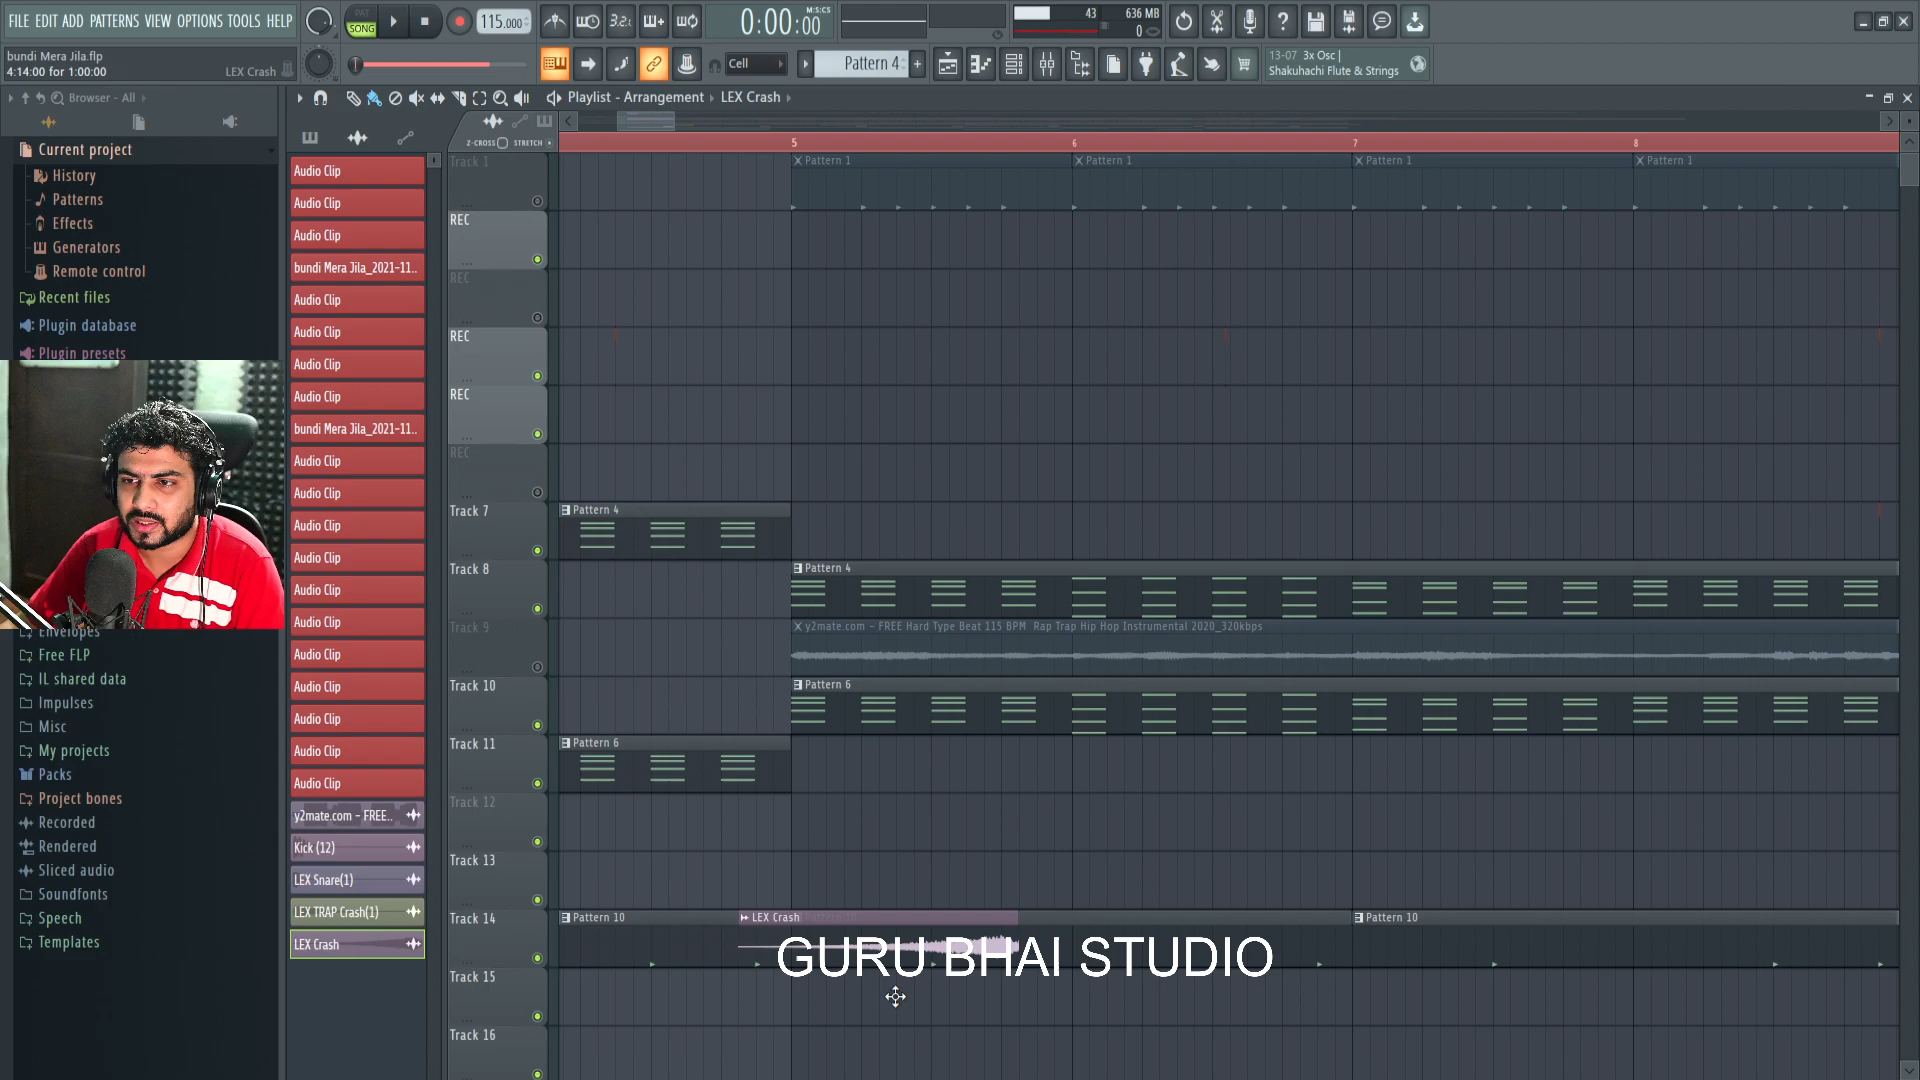 FILE EDIT ADD PATTERNS VIEW OPTIONS TOOLS HELP
PAT
SONG
115.000
3.2.
0:00:00
M:S:CS
43
636 MB
0
bundi Mera Jila.flp
4:14:00 for 1:00:00
LEX Crash
Cell
Pattern 4
+
13-07 3x Osc |
Shakuhachi Flute & Strings
Browser - All
Playlist - Arrangement
LEX Crash
Z-CROSS
STRETCH
5
6
7
8
Current project
History
Patterns
Effects
Generators
Remote control
Recent files
Plugin database
Plugin presets
Envelopes
Free FLP
IL shared data
Impulses
Misc
My projects
Packs
Project bones
Recorded
Rendered
Sliced audio
Soundfonts
Speech
Templates
Audio Clip
Audio Clip
Audio Clip
bundi Mera Jila_2021-11..
Audio Clip
Audio Clip
Audio Clip
Audio Clip
bundi Mera Jila_2021-11..
Audio Clip
Audio Clip
Audio Clip
Audio Clip
Audio Clip
Audio Clip
Audio Clip
Audio Clip
Audio Clip
Audio Clip
Audio Clip
y2mate.com - FREE..
Kick (12)
LEX Snare(1)
LEX TRAP Crash(1)
LEX Crash
Track 1
Pattern 1
Pattern 1
Pattern 1
Pattern 1
REC
REC
REC
REC
REC
Track 7
Pattern 4
Track 8
Pattern 4
Track 9
y2mate.com - FREE Hard Type Beat 115 BPM Rap Trap Hip Hop Instrumental 2020_320kbps
Track 10
Pattern 6
Track 11
Pattern 6
Track 12
Track 13
Track 14
Pattern 10
LEX Crash
Pattern 10
Pattern 10
GURU BHAI STUDIO
Track 15
Track 16